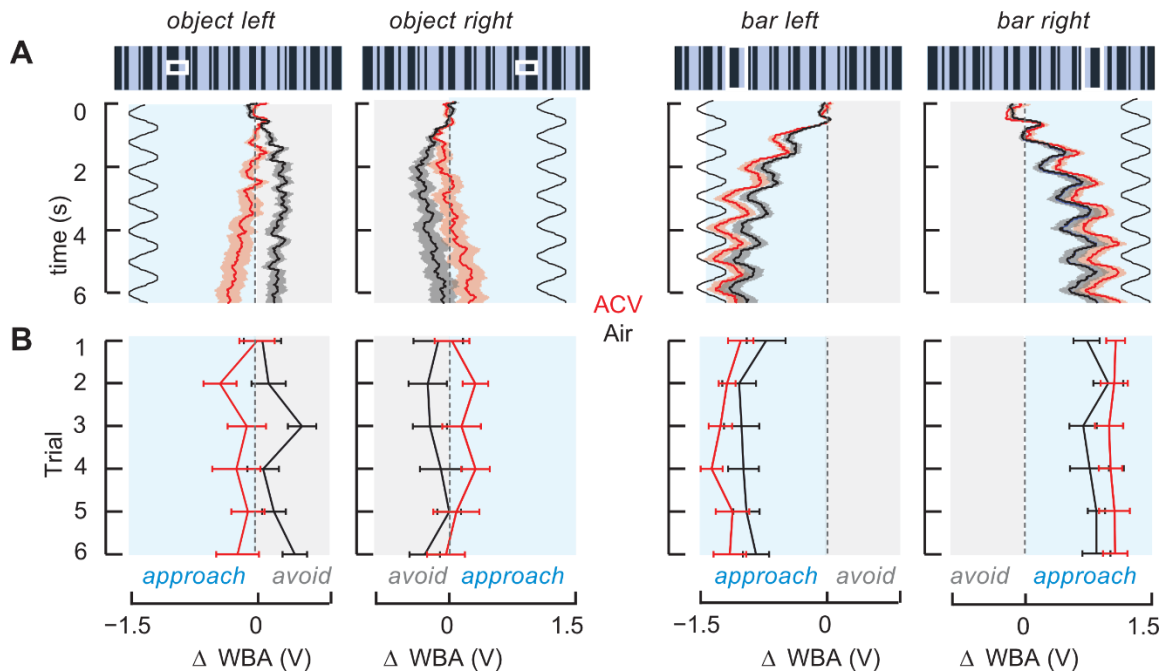 object left object right bar left bar right
A
time (s)
0
2
4
6
ACV
Air
B
Trial
1
2
3
4
5
6
approach avoid avoid approach approach avoid avoid approach
−1.5 0 0 1.5 −1.5 0 0 1.5
Δ WBA (V) Δ WBA (V) Δ WBA (V) Δ WBA (V)